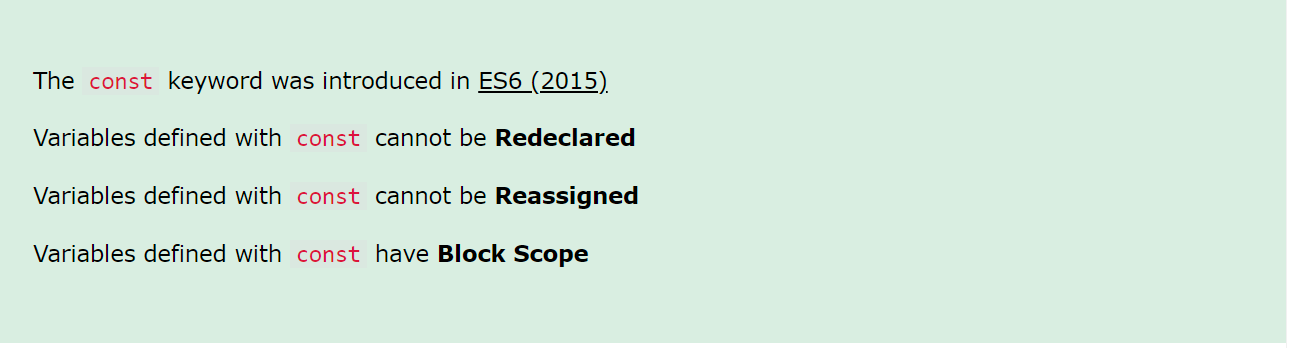 The const keyword was introduced in ES6 (2015)
Variables defined with const cannot be Redeclared
Variables defined with const cannot be Reassigned
Variables defined with const have Block Scope